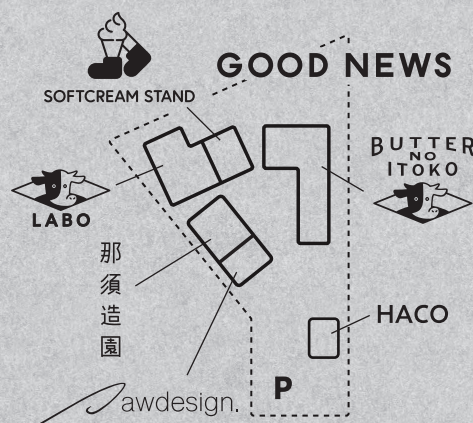 GOOD NEWS
SOFTCREAM STAND
BUTTER
NO
ITOKO
LABO
那須造園
HACO
P
awdesign.